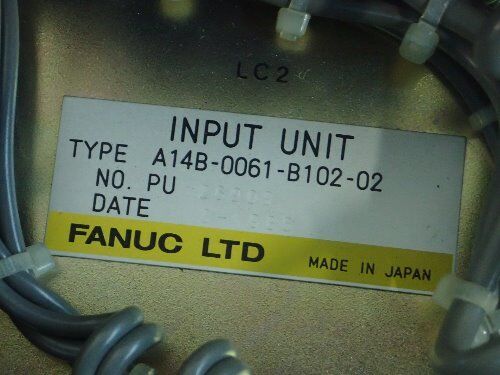 LC2
INPUT UNIT
TYPE A14B-0061-B102-02
NO. PU
DATE
FANUC LTD MADE IN JAPAN